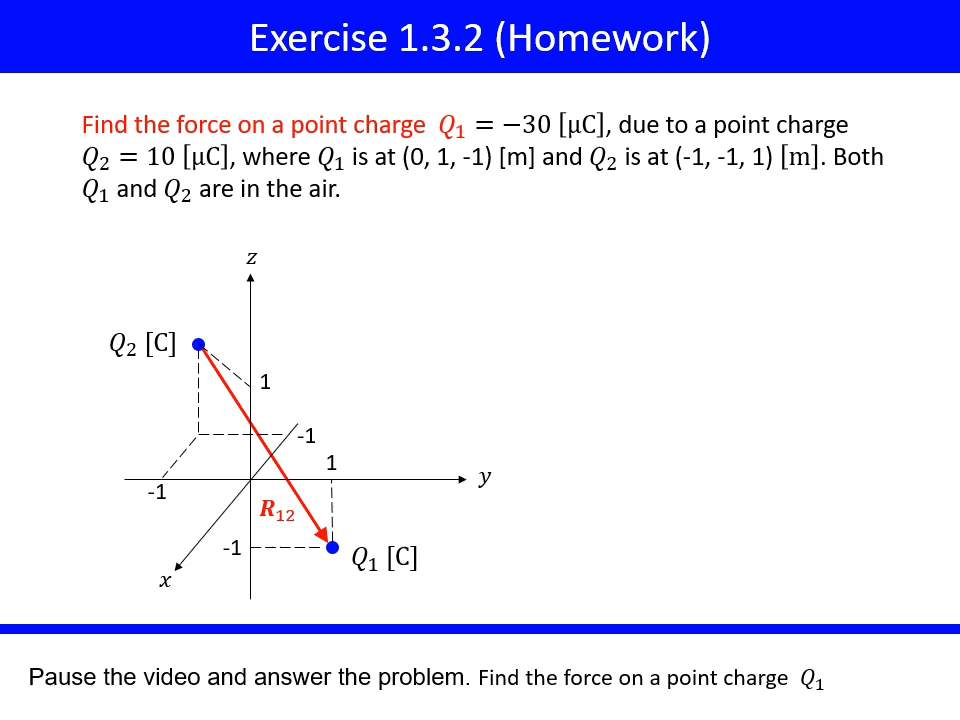 Exercise 1.3.2 (Homework)
Find the force on a point charge Q₁ = −30 [μC], due to a point charge
Q₂ = 10 [μC], where Q₁ is at (0, 1, -1) [m] and Q₂ is at (-1, -1, 1) [m]. Both
Q₁ and Q₂ are in the air.
z
Q₂ [C]
1
-1
1
y
-1
R₁₂
-1
Q₁ [C]
x
Pause the video and answer the problem. Find the force on a point charge Q₁